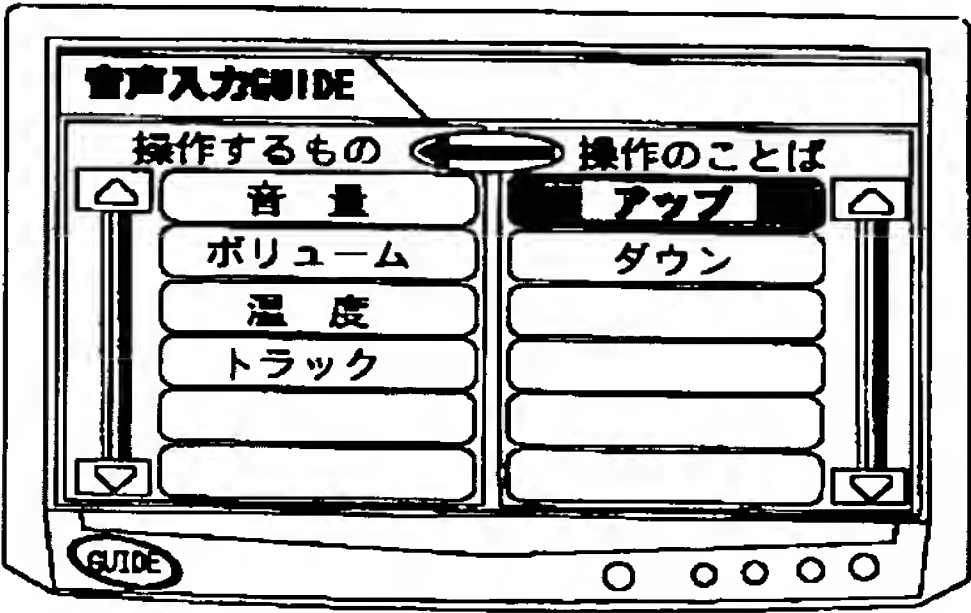 音声入力GUIDE
操作するもの
操作のことば
音 量
アップ
ボリューム
ダウン
温 度
トラック
GUIDE